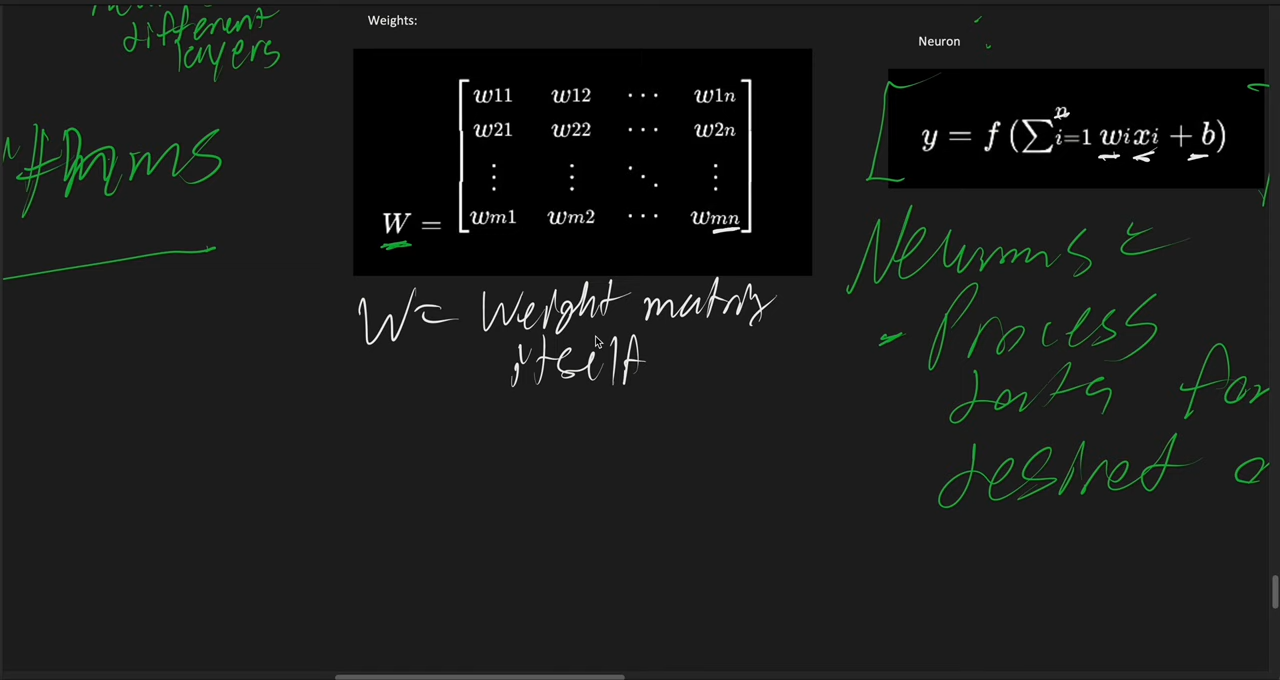 different
layers
Weights:
w11 w12 ··· w1n
w21 w22 ··· w2n
⋮ ⋮ ⋱ ⋮
W = wm1 wm2 ··· wmn
W = Weight matrix
itself
Neuron
y = f (∑ⁿi=1 wixi + b)
Neurons :
- Process
data for
desired